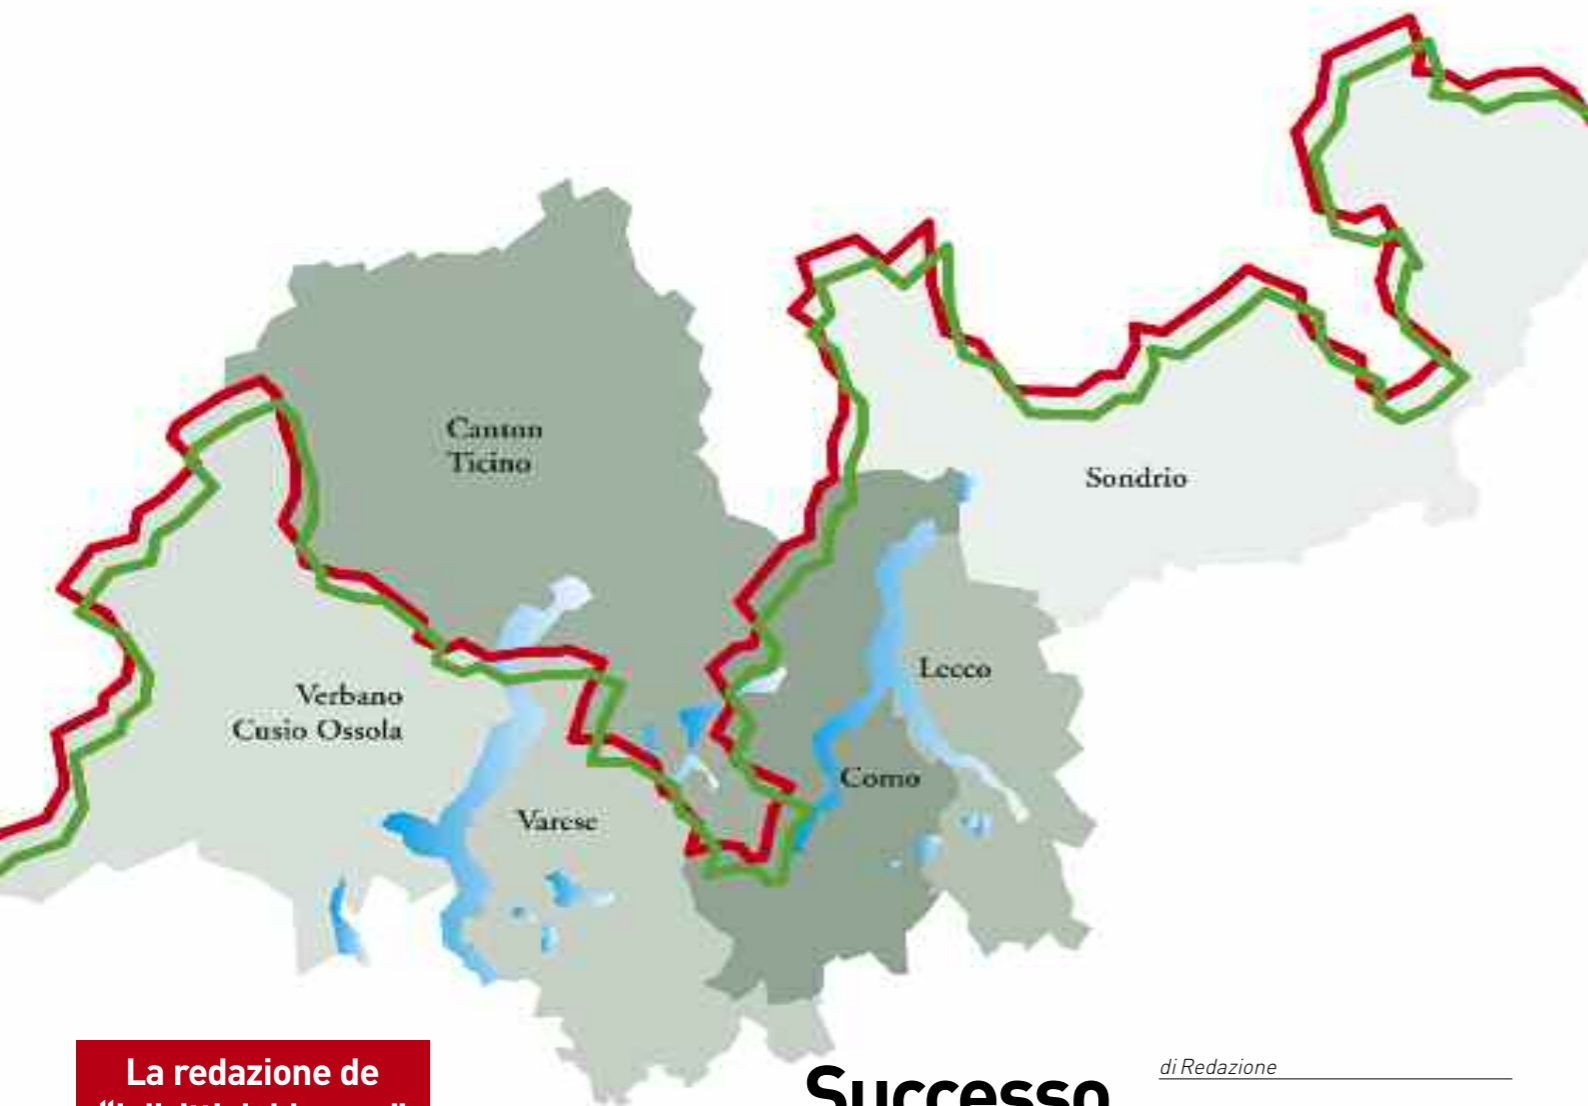 Canton
Ticino
Sondrio
Verbano
Cusio Ossola
Lecco
Como
Varese
La redazione de
Successo
di Redazione